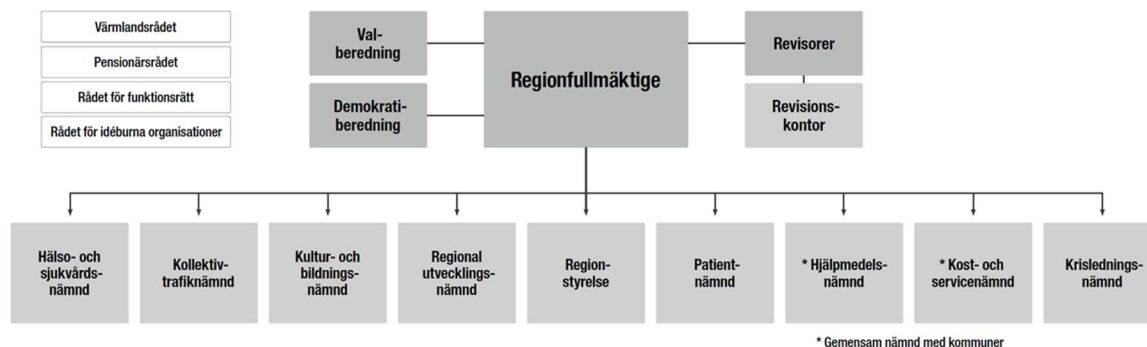 Värmlandsrådet
Pensionärsrådet
Rådet för funktionsrätt
Rådet för idéburna organisationer
Val-
beredning
Demokrati-
beredning
Regionfullmäktige
Revisorer
Revisions-
kontor
Hälso- och
sjukvårds-
nämnd
Kollektiv-
trafiknämnd
Kultur- och
bildnings-
nämnd
Regional
utvecklings-
nämnd
Region-
styrelse
Patient-
nämnd
* Hjälpmedels-
nämnd
* Kost- och
servicenämnd
Krislednings-
nämnd
* Gemensam nämnd med kommuner